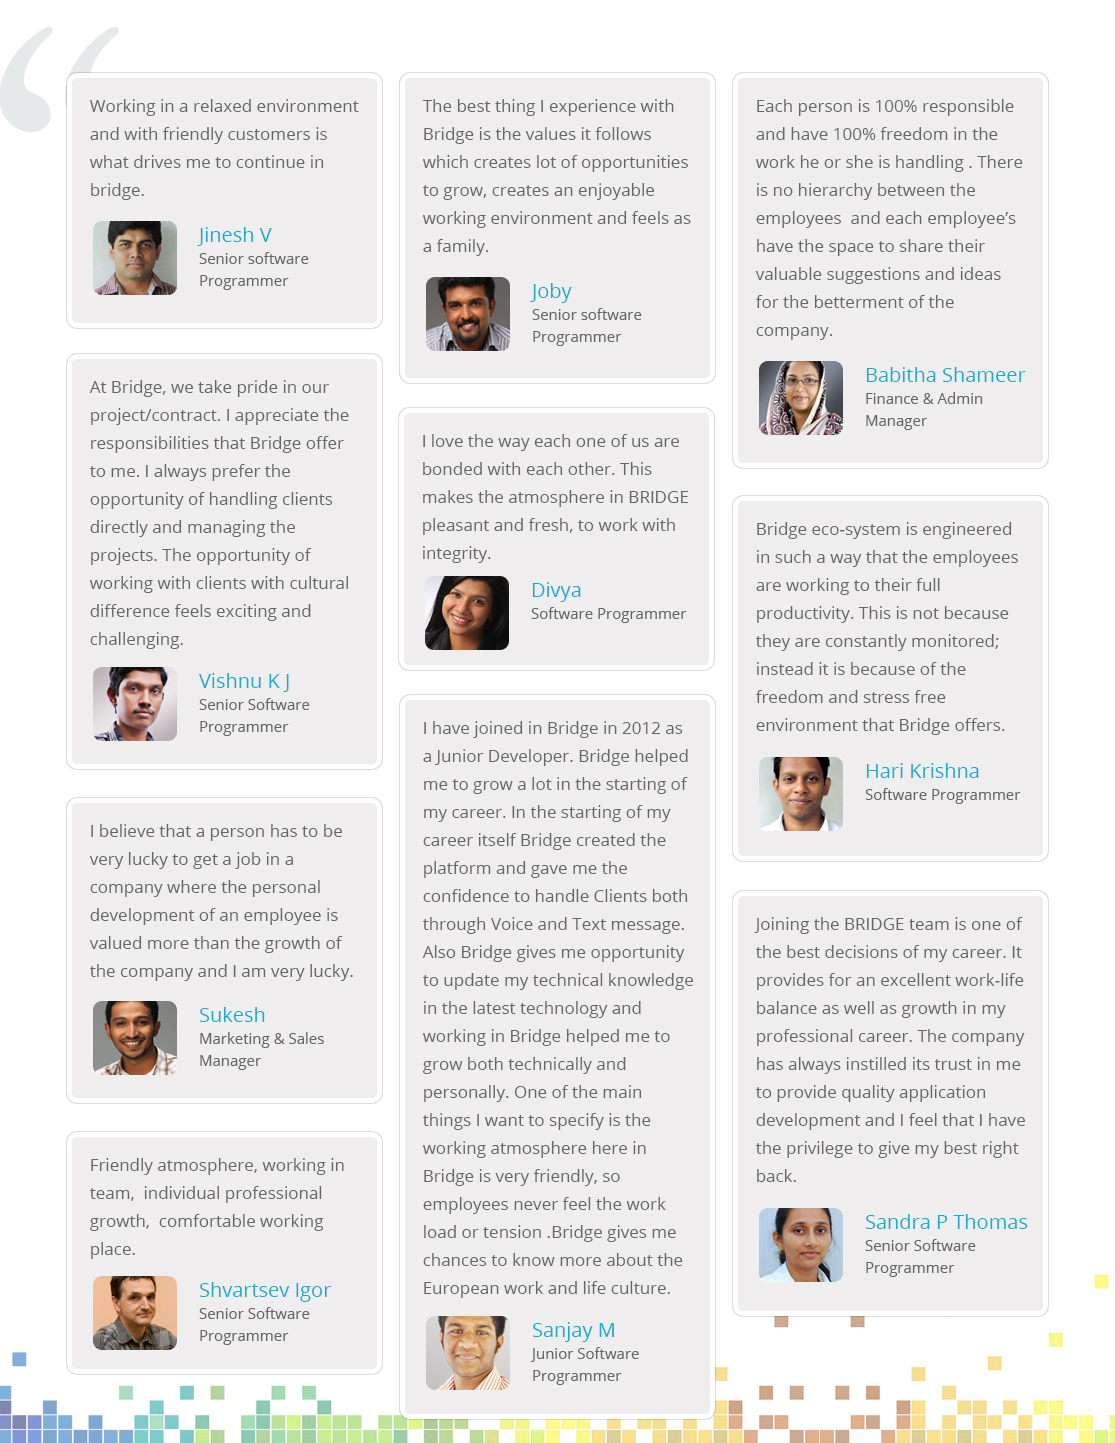 “
Working in a relaxed environment
and with friendly customers is
what drives me to continue in
bridge.
Jinesh V
Senior software
Programmer
At Bridge, we take pride in our
project/contract. I appreciate the
responsibilities that Bridge offer
to me. I always prefer the
opportunity of handling clients
directly and managing the
projects. The opportunity of
working with clients with cultural
difference feels exciting and
challenging.
Vishnu K J
Senior Software
Programmer
I believe that a person has to be
very lucky to get a job in a
company where the personal
development of an employee is
valued more than the growth of
the company and I am very lucky.
Sukesh
Marketing & Sales
Manager
Friendly atmosphere, working in
team,  individual professional
growth,  comfortable working
place.
Shvartsev Igor
Senior Software
Programmer
The best thing I experience with
Bridge is the values it follows
which creates lot of opportunities
to grow, creates an enjoyable
working environment and feels as
a family.
Joby
Senior software
Programmer
I love the way each one of us are
bonded with each other. This
makes the atmosphere in BRIDGE
pleasant and fresh, to work with
integrity.
Divya
Software Programmer
I have joined in Bridge in 2012 as
a Junior Developer. Bridge helped
me to grow a lot in the starting of
my career. In the starting of my
career itself Bridge created the
platform and gave me the
confidence to handle Clients both
through Voice and Text message.
Also Bridge gives me opportunity
to update my technical knowledge
in the latest technology and
working in Bridge helped me to
grow both technically and
personally. One of the main
things I want to specify is the
working atmosphere here in
Bridge is very friendly, so
employees never feel the work
load or tension .Bridge gives me
chances to know more about the
European work and life culture.
Sanjay M
Junior Software
Programmer
Each person is 100% responsible
and have 100% freedom in the
work he or she is handling . There
is no hierarchy between the
employees  and each employee’s
have the space to share their
valuable suggestions and ideas
for the betterment of the
company.
Babitha Shameer
Finance & Admin
Manager
Bridge eco-system is engineered
in such a way that the employees
are working to their full
productivity. This is not because
they are constantly monitored;
instead it is because of the
freedom and stress free
environment that Bridge offers.
Hari Krishna
Software Programmer
Joining the BRIDGE team is one of
the best decisions of my career. It
provides for an excellent work-life
balance as well as growth in my
professional career. The company
has always instilled its trust in me
to provide quality application
development and I feel that I have
the privilege to give my best right
back.
Sandra P Thomas
Senior Software
Programmer